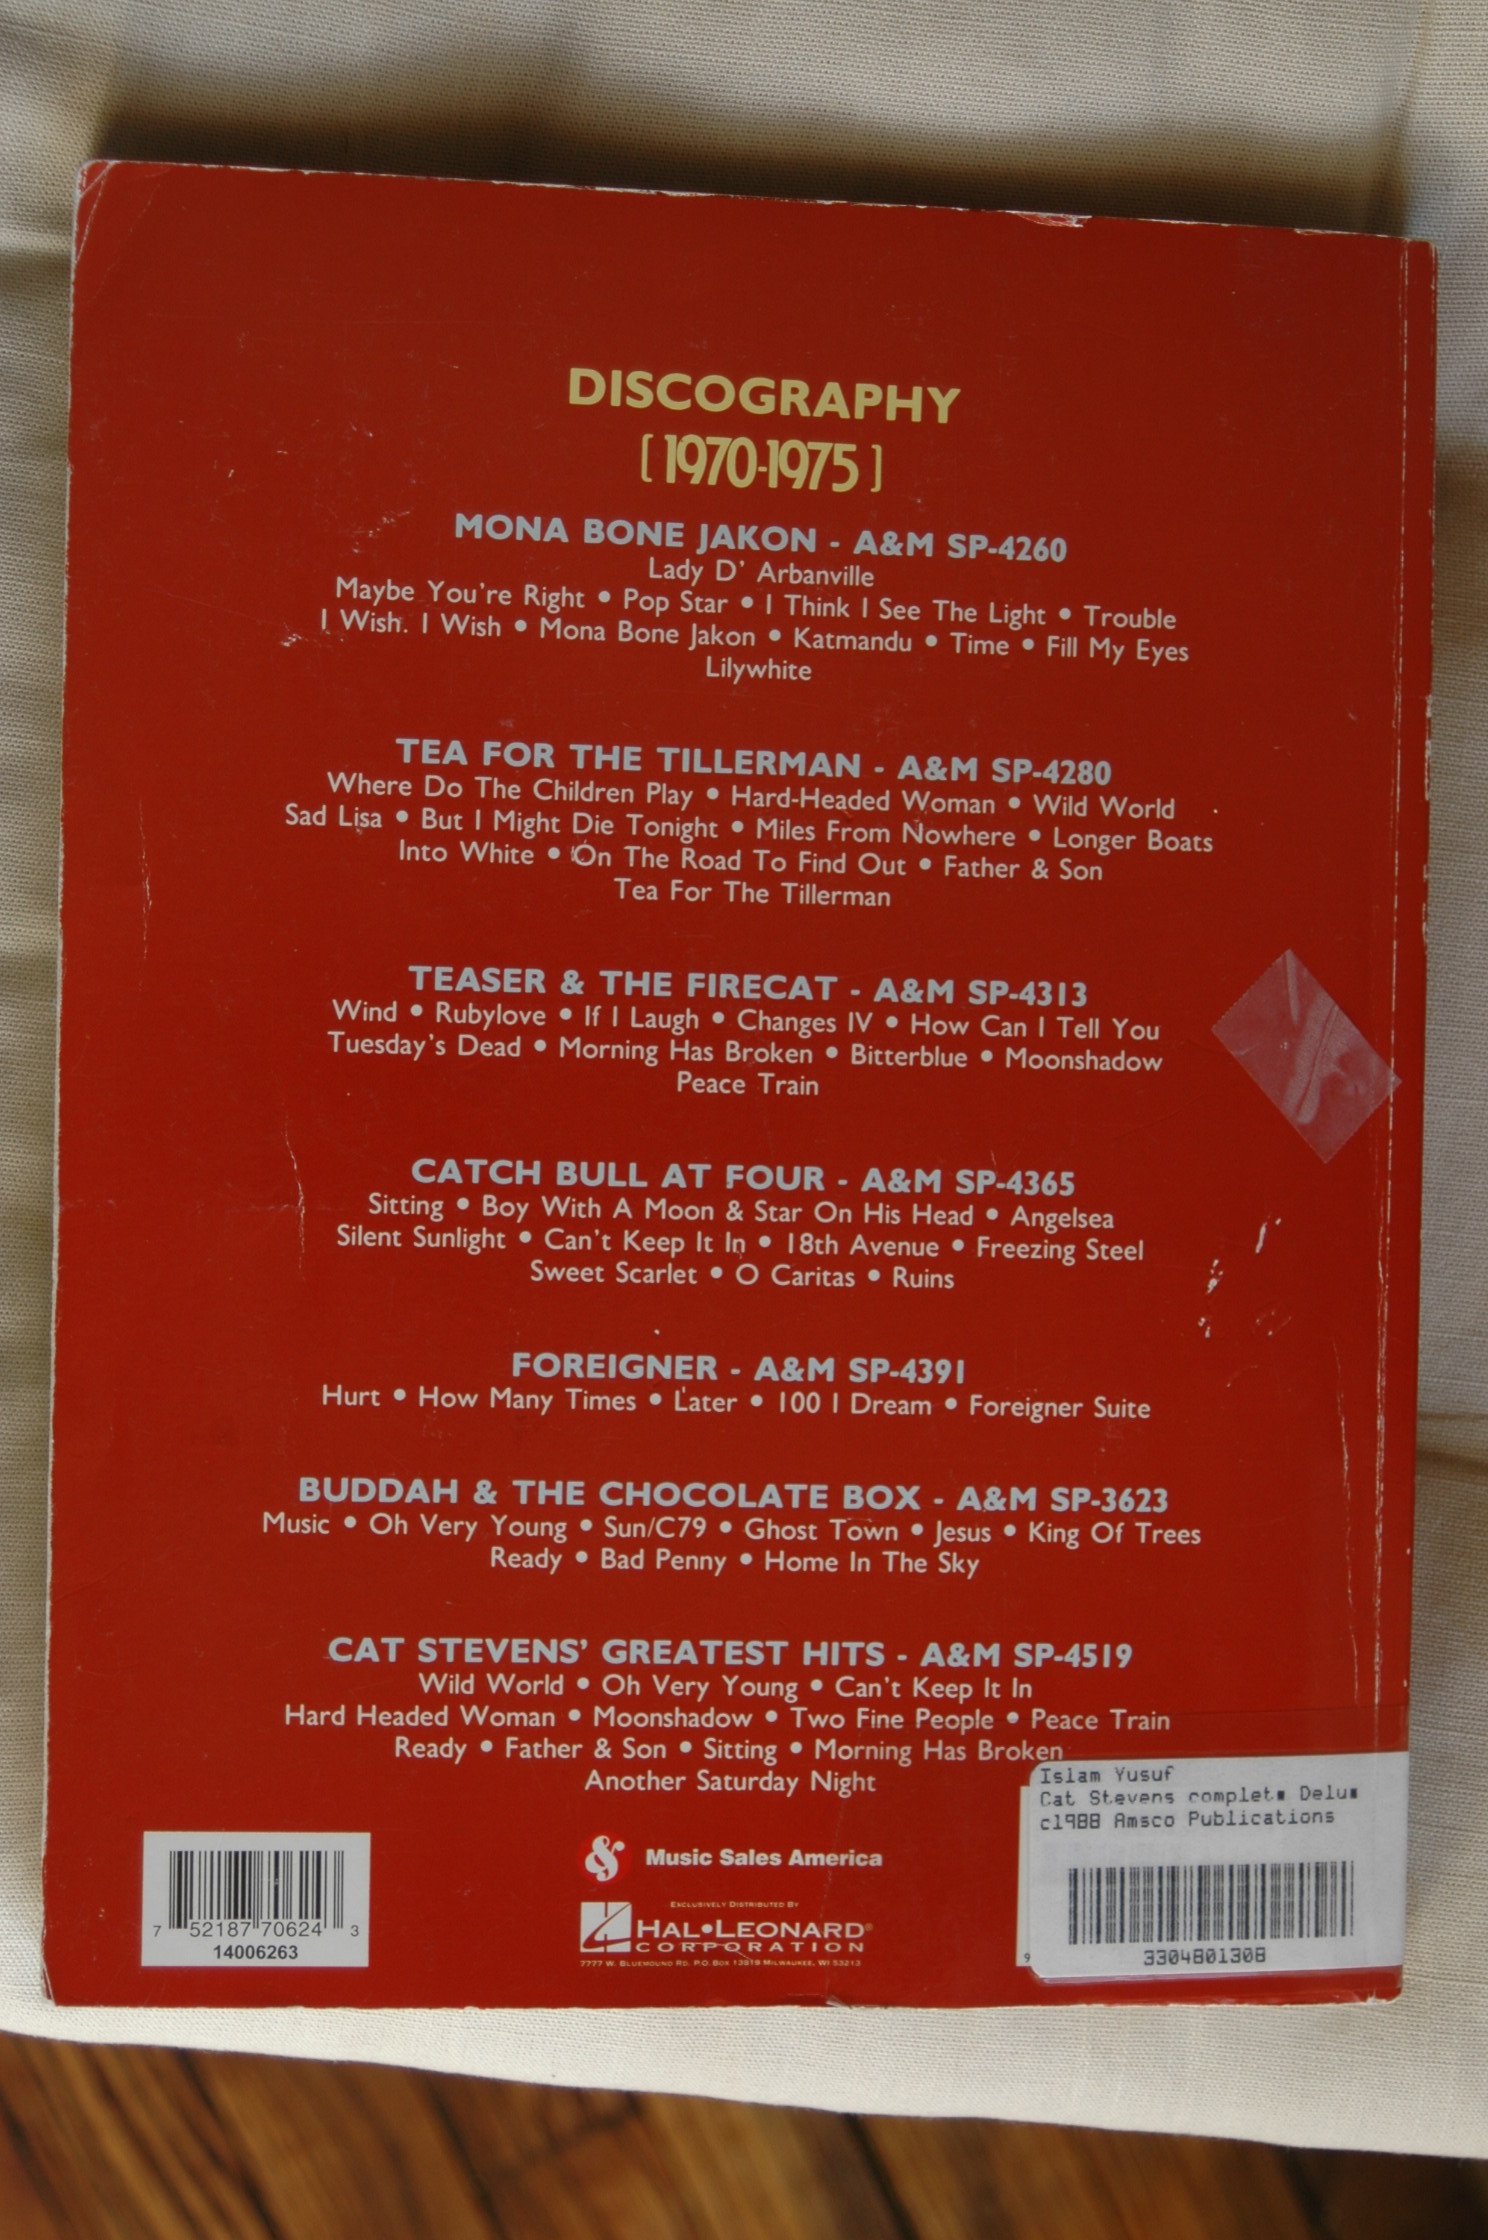 DISCOGRAPHY
[1970-1975]
MONA BONE JAKON - A&M SP-4260
Lady D' Arbanville
Maybe You're Right • Pop Star • I Think I See The Light • Trouble
I Wish. I Wish • Mona Bone Jakon • Katmandu • Time • Fill My Eyes
Lilywhite
TEA FOR THE TILLERMAN - A&M SP-4280
Where Do The Children Play • Hard-Headed Woman • Wild World
Sad Lisa • But I Might Die Tonight • Miles From Nowhere • Longer Boats
Into White • On The Road To Find Out • Father & Son
Tea For The Tillerman
TEASER & THE FIRECAT - A&M SP-4313
Wind • Rubylove • If I Laugh • Changes IV • How Can I Tell You
Tuesday's Dead • Morning Has Broken • Bitterblue • Moonshadow
Peace Train
CATCH BULL AT FOUR - A&M SP-4365
Sitting • Boy With A Moon & Star On His Head • Angelsea
Silent Sunlight • Can't Keep It In • 18th Avenue • Freezing Steel
Sweet Scarlet • O Caritas • Ruins
FOREIGNER - A&M SP-4391
Hurt • How Many Times • Later • 100 I Dream • Foreigner Suite
BUDDAH & THE CHOCOLATE BOX - A&M SP-3623
Music • Oh Very Young • Sun/C79 • Ghost Town • Jesus • King Of Trees
Ready • Bad Penny • Home In The Sky
CAT STEVENS' GREATEST HITS - A&M SP-4519
Wild World • Oh Very Young • Can't Keep It In
Hard Headed Woman • Moonshadow • Two Fine People • Peace Train
Ready • Father & Son • Sitting • Morning Has Broken
Another Saturday Night
Islam Yusuf
Cat Stevens complete Delu
c1988 Amsco Publications
3304801308
Music Sales America
EXCLUSIVELY DISTRIBUTED BY
HAL•LEONARD®
CORPORATION
7777 W. BLUEMOUND RD. P.O. BOX 13819 MILWAUKEE, WI 53213
7 52187 70624 3
14006263
9